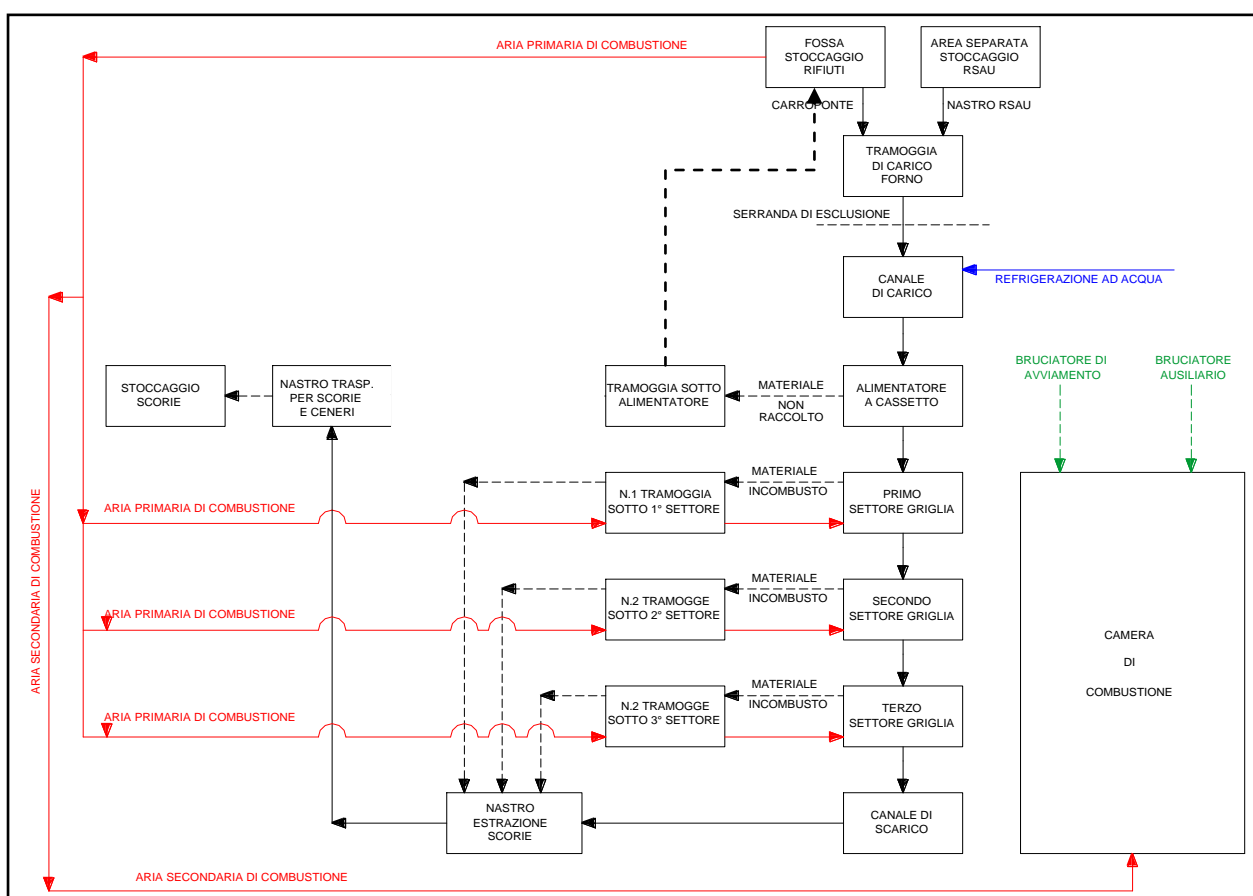 ARIA PRIMARIA DI COMBUSTIONE
FOSSA
STOCCAGGIO
RIFIUTI
AREA SEPARATA
STOCCAGGIO
RSAU
CARROPONTE
NASTRO RSAU
TRAMOGGIA
DI CARICO
FORNO
SERRANDA DI ESCLUSIONE
CANALE
DI CARICO
REFRIGERAZIONE AD ACQUA
BRUCIATORE DI
AVVIAMENTO
BRUCIATORE
AUSILIARIO
STOCCAGGIO
SCORIE
NASTRO TRASP.
PER SCORIE
E CENERI
TRAMOGGIA SOTTO
ALIMENTATORE
MATERIALE
NON
RACCOLTO
ALIMENTATORE
A CASSETTO
ARIA SECONDARIA DI COMBUSTIONE
ARIA PRIMARIA DI COMBUSTIONE
N.1 TRAMOGGIA
SOTTO 1° SETTORE
MATERIALE
INCOMBUSTO
PRIMO
SETTORE GRIGLIA
ARIA PRIMARIA DI COMBUSTIONE
N.2 TRAMOGGE
SOTTO 2° SETTORE
MATERIALE
INCOMBUSTO
SECONDO
SETTORE GRIGLIA
CAMERA
DI
COMBUSTIONE
ARIA PRIMARIA DI COMBUSTIONE
N.2 TRAMOGGE
SOTTO 3° SETTORE
MATERIALE
INCOMBUSTO
TERZO
SETTORE GRIGLIA
NASTRO
ESTRAZIONE
SCORIE
CANALE DI
SCARICO
ARIA SECONDARIA DI COMBUSTIONE